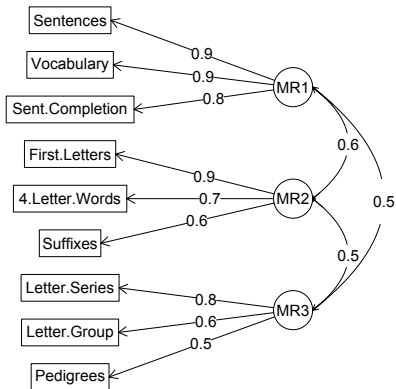 Sentences
0.9
Vocabulary
0.9
Sent.Completion
0.8
MR1
First.Letters
0.9
4.Letter.Words
0.7
Suffixes
0.6
MR2
Letter.Series
0.8
Letter.Group
0.6
Pedigrees
0.5
MR3
0.6
0.5
0.5